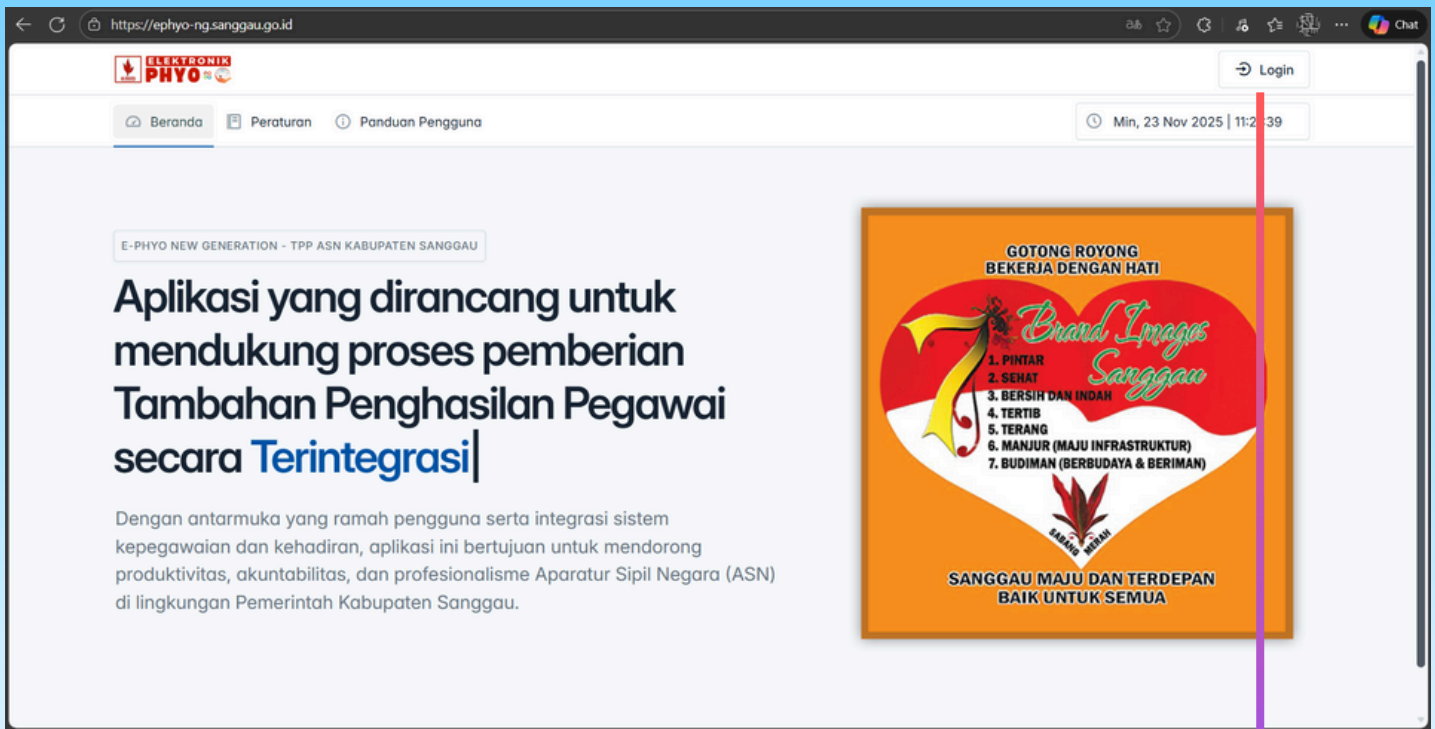 https://ephyo-ng.sanggau.go.id
Chat
ELEKTRONIK
PHYO
Login
Beranda
Peraturan
Panduan Pengguna
Min, 23 Nov 2025 |
E-PHYO NEW GENERATION - TPP ASN KABUPATEN SANGGAU
Aplikasi yang dirancang untuk
mendukung proses pemberian
Tambahan Penghasilan Pegawai
secara Terintegrasi
Dengan antarmuka yang ramah pengguna serta integrasi sistem
kepegawaian dan kehadiran, aplikasi ini bertujuan untuk mendorong
produktivitas, akuntabilitas, dan profesionalisme Aparatur Sipil Negara (ASN)
di lingkungan Pemerintah Kabupaten Sanggau.
GOTONG ROYONG
BEKERJA DENGAN HATI
7 Brand Images
Sanggau
1. PINTAR
2. SEHAT
3. BERSIH DAN INDAH
4. TERTIB
5. TERANG
6. MANJUR (MAJU INFRASTRUKTUR)
7. BUDIMAN (BERBUDAYA & BERIMAN)
SABANG MERAH
SANGGAU MAJU DAN TERDEPAN
BAIK UNTUK SEMUA